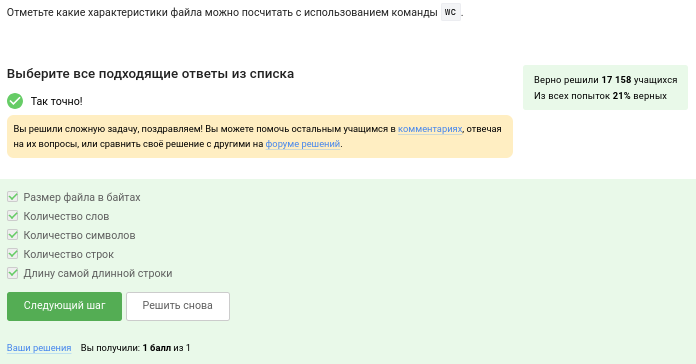 Отметьте какие характеристики файла можно посчитать с использованием команды wc.
Выберите все подходящие ответы из списка
Верно решили 17 158 учащихся
Из всех попыток 21% верных
Так точно!
Вы решили сложную задачу, поздравляем! Вы можете помочь остальным учащимся в комментариях, отвечая
на их вопросы, или сравнить своё решение с другими на форуме решений.
Размер файла в байтах
Количество слов
Количество символов
Количество строк
Длину самой длинной строки
Следующий шаг
Решить снова
Ваши решения Вы получили: 1 балл из 1